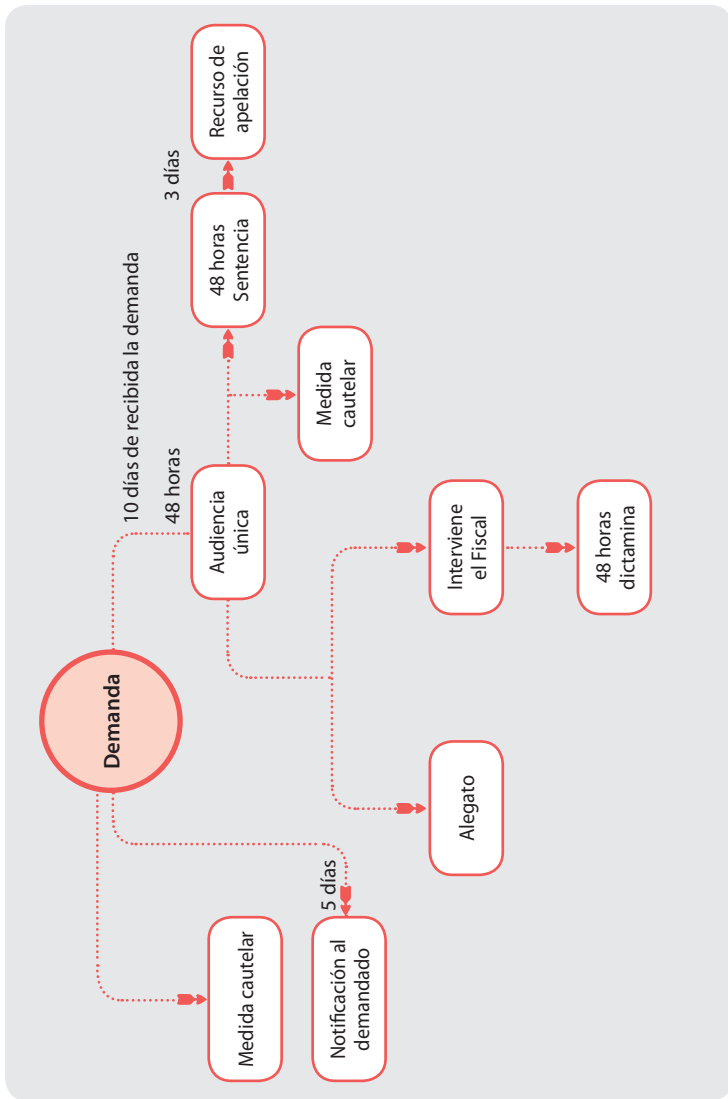 Demanda
Medida cautelar
5 días
Notificación al
demandado
10 días de recibida la demanda
48 horas
Audiencia
única
Alegato
Interviene
el Fiscal
48 horas
dictamina
Medida
cautelar
48 horas
Sentencia
3 días
Recurso de
apelación